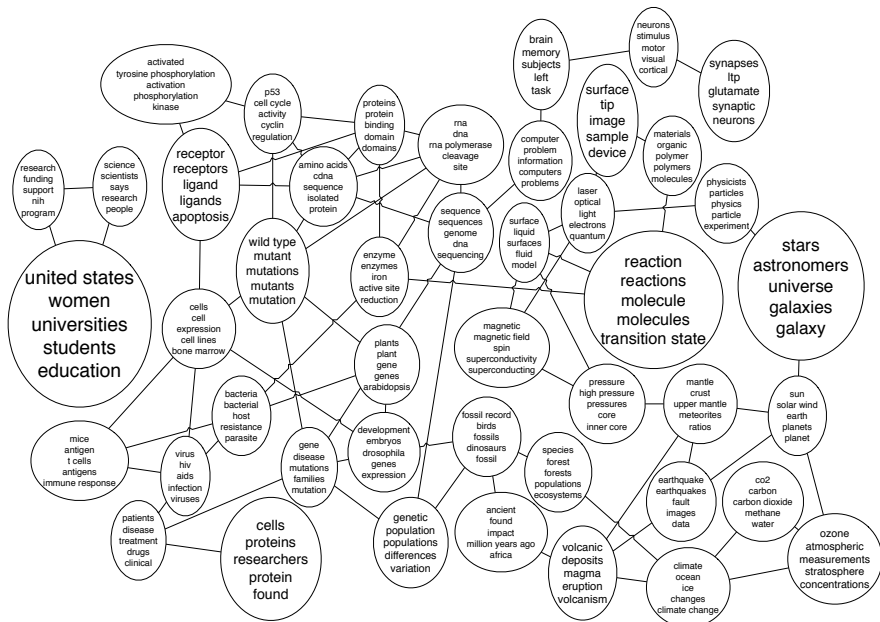 activated
tyrosine phosphorylation
activation
phosphorylation
kinase
p53
cell cycle
activity
cyclin
regulation
proteins
protein
binding
domain
domains
rna
dna
rna polymerase
cleavage
site
brain
memory
subjects
left
task
neurons
stimulus
motor
visual
cortical
synapses
ltp
glutamate
synaptic
neurons
surface
tip
image
sample
device
research
funding
support
nih
program
science
scientists
says
research
people
receptor
receptors
ligand
ligands
apoptosis
amino acids
cdna
sequence
isolated
protein
computer
problem
information
computers
problems
materials
organic
polymer
polymers
molecules
laser
optical
light
electrons
quantum
physicists
particles
physics
particle
experiment
united states
women
universities
students
education
wild type
mutant
mutations
mutants
mutation
sequence
sequences
genome
dna
sequencing
surface
liquid
surfaces
fluid
model
enzyme
enzymes
iron
active site
reduction
reaction
reactions
molecule
molecules
transition state
stars
astronomers
universe
galaxies
galaxy
cells
cell
expression
cell lines
bone marrow
magnetic
magnetic field
spin
superconductivity
superconducting
plants
plant
gene
genes
arabidopsis
pressure
high pressure
pressures
core
inner core
mantle
crust
upper mantle
meteorites
ratios
sun
solar wind
earth
planets
planet
bacteria
bacterial
host
resistance
parasite
mice
antigen
t cells
antigens
immune response
virus
hiv
aids
infection
viruses
gene
disease
mutations
families
mutation
development
embryos
drosophila
genes
expression
fossil record
birds
fossils
dinosaurs
fossil
species
forest
forests
populations
ecosystems
earthquake
earthquakes
fault
images
data
co2
carbon
carbon dioxide
methane
water
patients
disease
treatment
drugs
clinical
cells
proteins
researchers
protein
found
genetic
population
populations
differences
variation
ancient
found
impact
million years ago
africa
volcanic
deposits
magma
eruption
volcanism
climate
ocean
ice
changes
climate change
ozone
atmospheric
measurements
stratosphere
concentrations